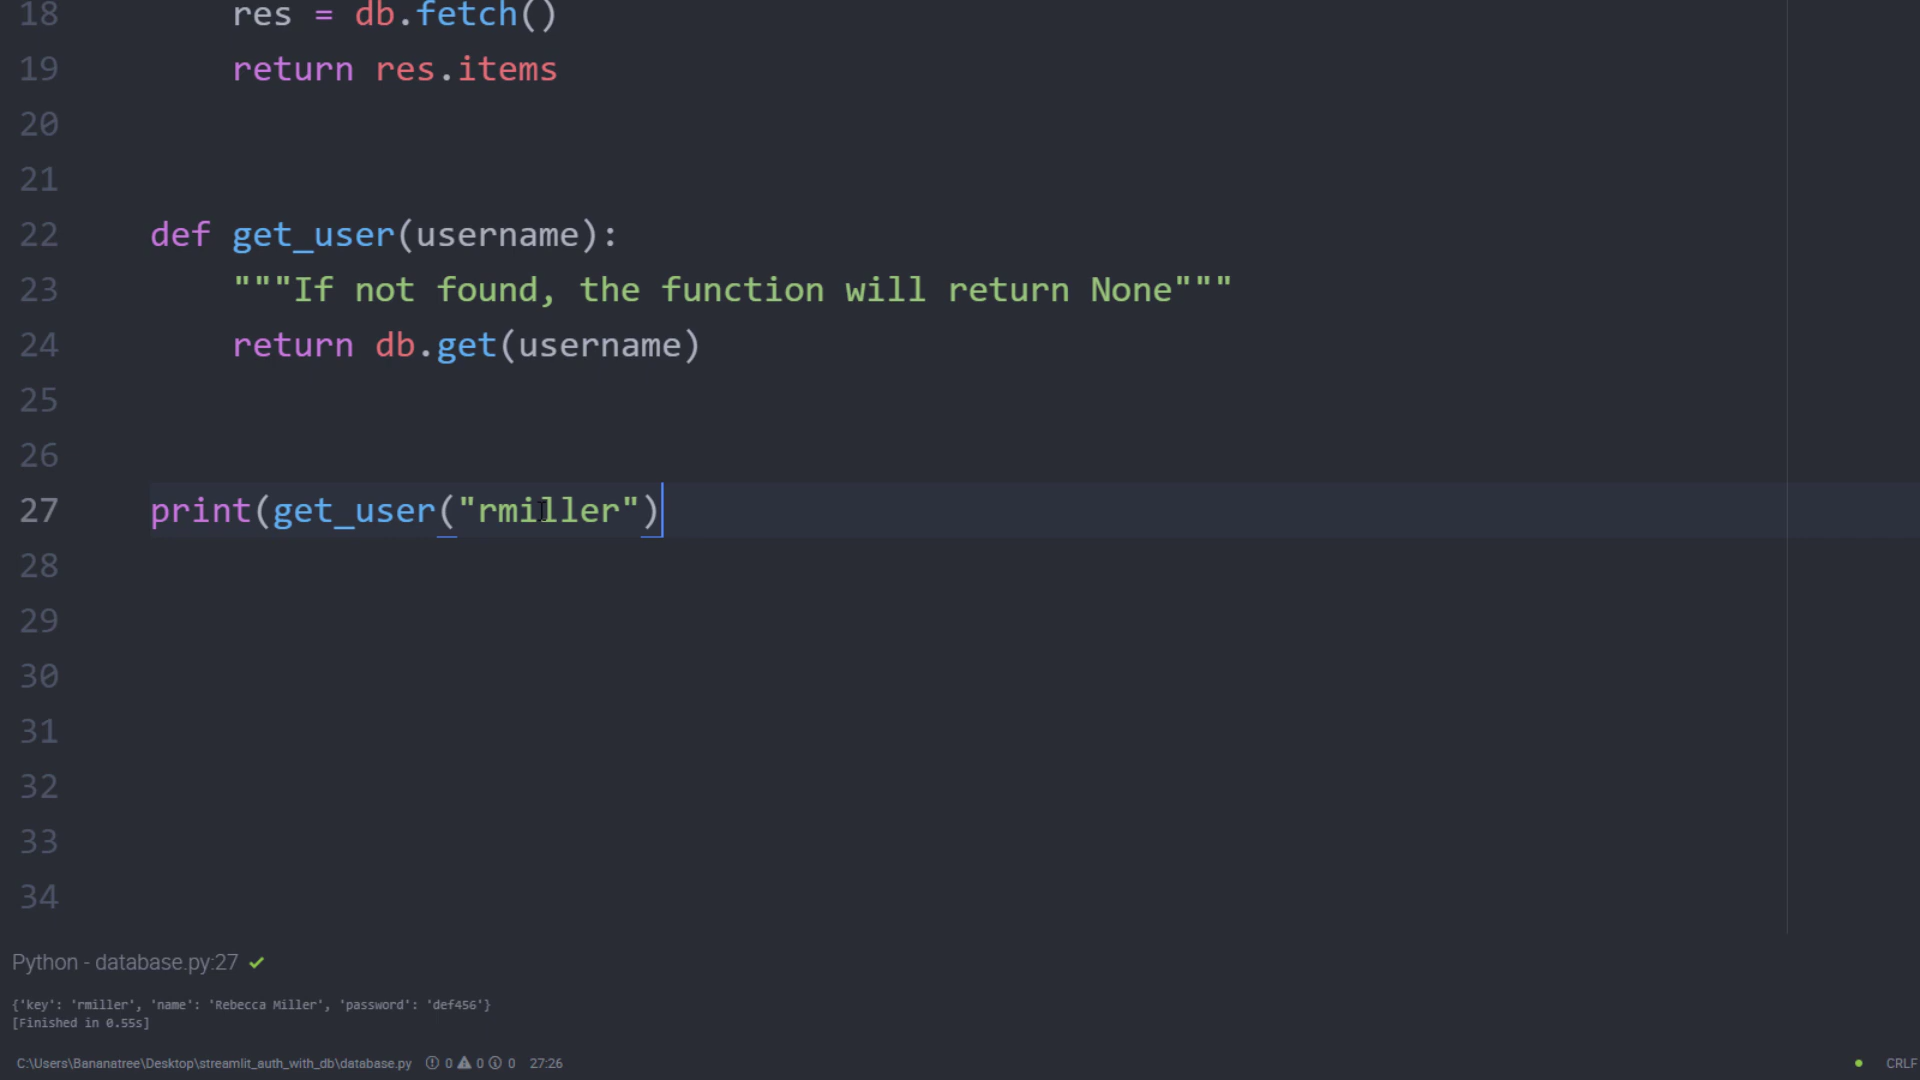 18 res = db.fetch()
19 return res.items
20
21
22 def get_user(username):
23 """If not found, the function will return None"""
24 return db.get(username)
25
26
27 print(get_user("rmiller")
28
29
30
31
32
33
34
Python - database.py:27
{'key': 'rmiller', 'name': 'Rebecca Miller', 'password': 'def456'}
[Finished in 0.55s]
C:\Users\Bananatree\Desktop\streamlit_auth_with_db\database.py 0 0 0 27:26 CRLF